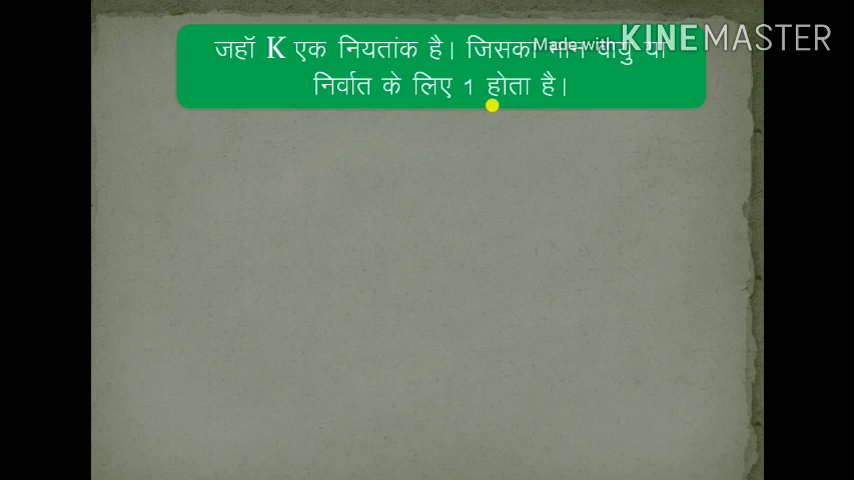 जहाँ K एक नियतांक है। जिसका मान वायु या
निर्वात के लिए 1 होता है।
Made with KINEMASTER